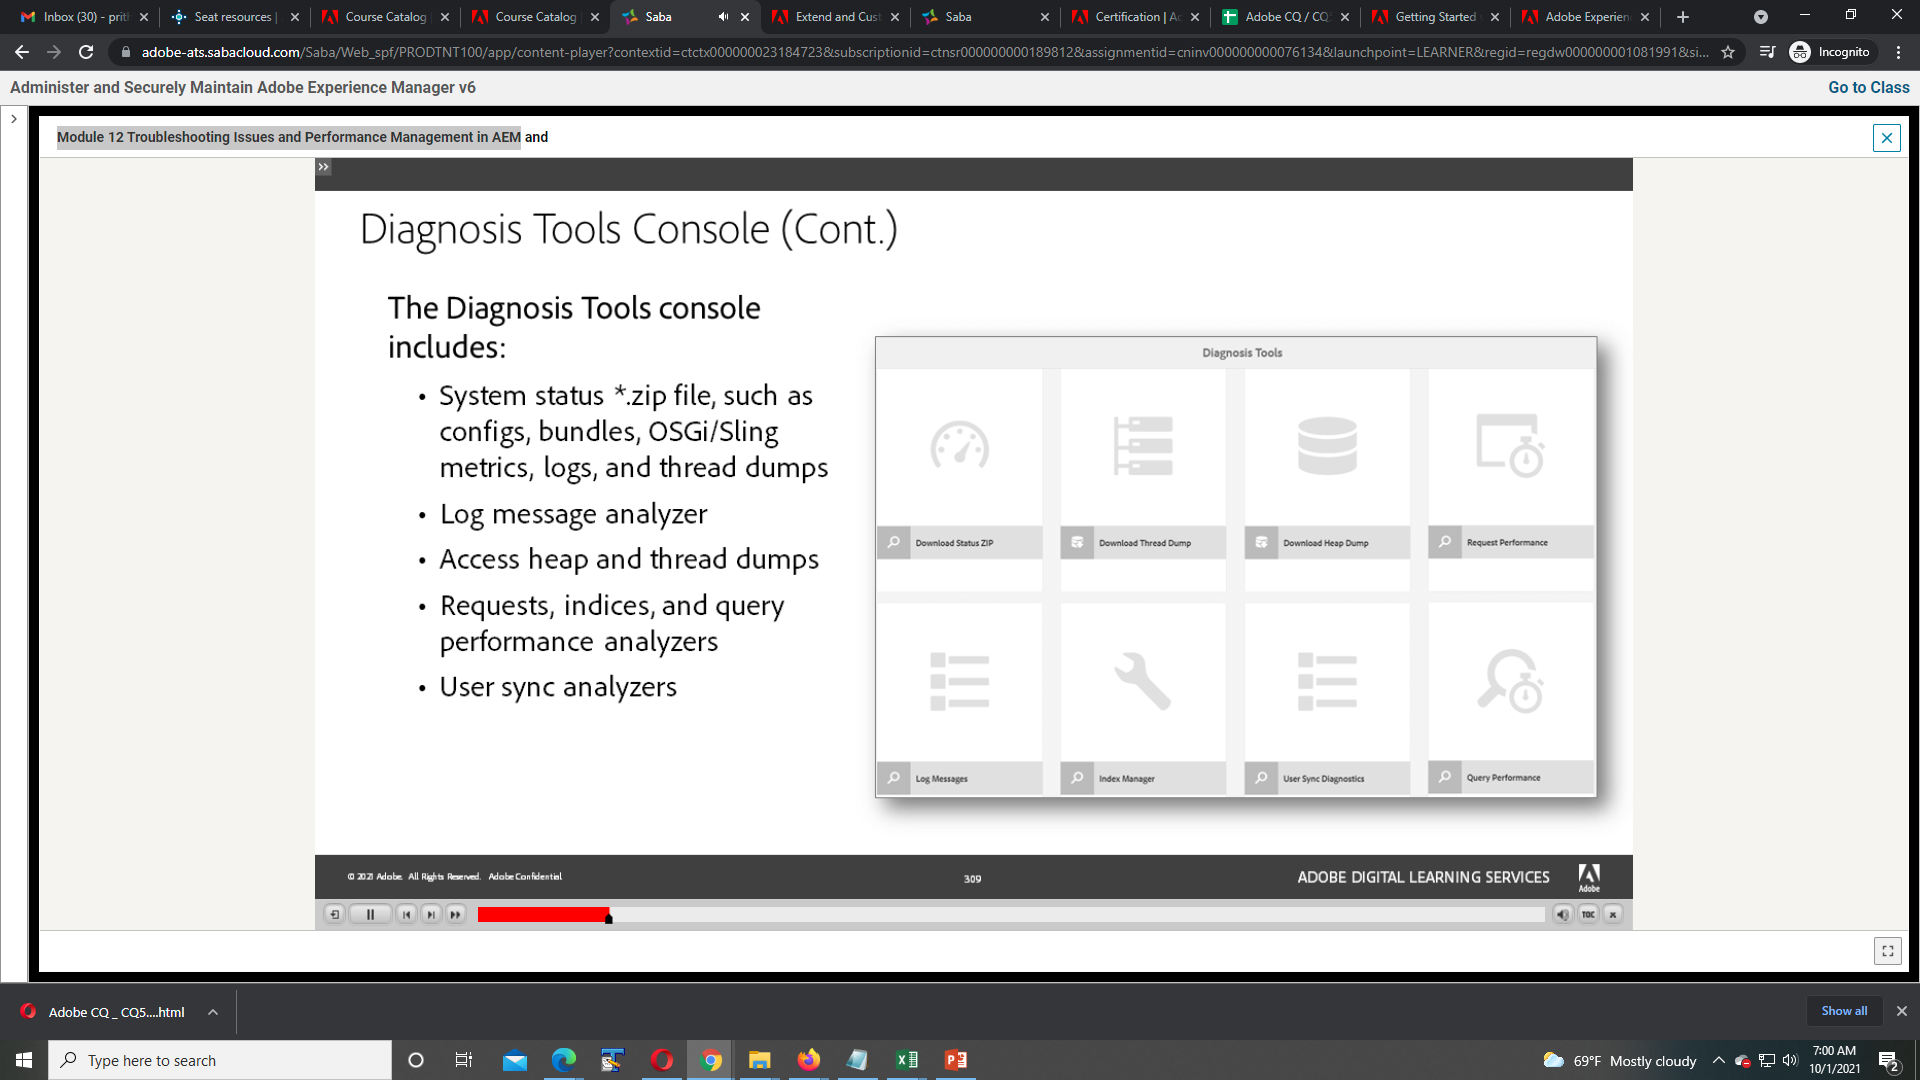 Inbox (30) - prith
Seat resources |
Course Catalog
Course Catalog
Saba
Extend and Cust
Saba
Certification | Ac
Adobe CQ / CQ5
Getting Started
Adobe Experien
adobe-ats.sabacloud.com/Saba/Web_spf/PRODTNT100/app/content-player?contextid=ctctx000000023184723&subscriptionid=ctnsr000000000189812&assignmentid=cninv000000000076134&launchpoint=LEARNER&regid=regdw000000001081991&si...
Incognito
Administer and Securely Maintain Adobe Experience Manager v6
Go to Class
Module 12 Troubleshooting Issues and Performance Management in AEM and
Diagnosis Tools Console (Cont.)
The Diagnosis Tools console
includes:
• System status *.zip file, such as
configs, bundles, OSGi/Sling
metrics, logs, and thread dumps
• Log message analyzer
• Access heap and thread dumps
• Requests, indices, and query
performance analyzers
• User sync analyzers
Diagnosis Tools
Download Status ZIP
Download Thread Dump
Download Heap Dump
Request Performance
Log Messages
Index Manager
User Sync Diagnostics
Query Performance
© 2021 Adobe. All Rights Reserved. Adobe Confidential
309
ADOBE DIGITAL LEARNING SERVICES
Adobe
TOC
Adobe CQ _ CQ5....html
Show all
Type here to search
69°F Mostly cloudy
7:00 AM
10/1/2021
2